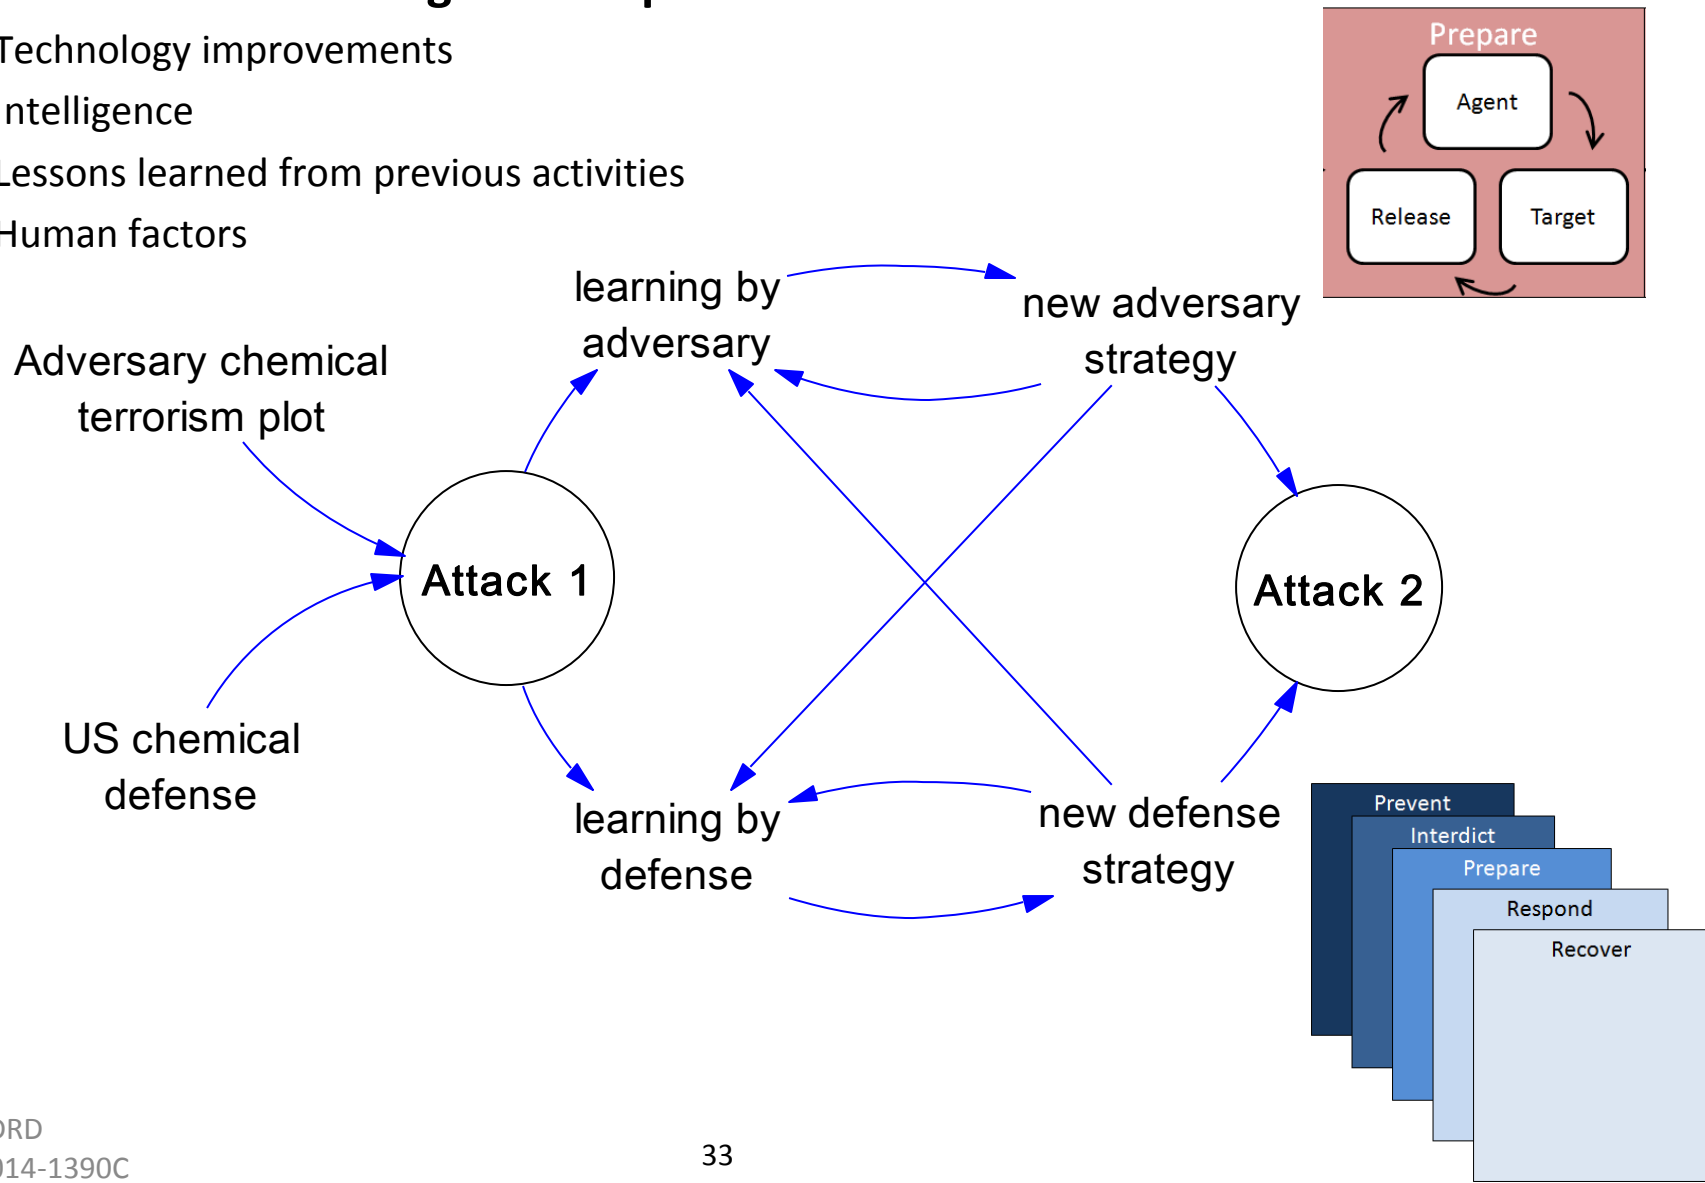 Technology improvements
ntelligence
Lessons learned from previous activities
Human factors
Prepare
Agent
Release
Target
learning by
adversary
new adversary
strategy
Adversary chemical
terrorism plot
Attack 1
Attack 2
US chemical
defense
learning by
defense
new defense
strategy
Prevent
Interdict
Prepare
Respond
Recover
ORD
014-1390C
33